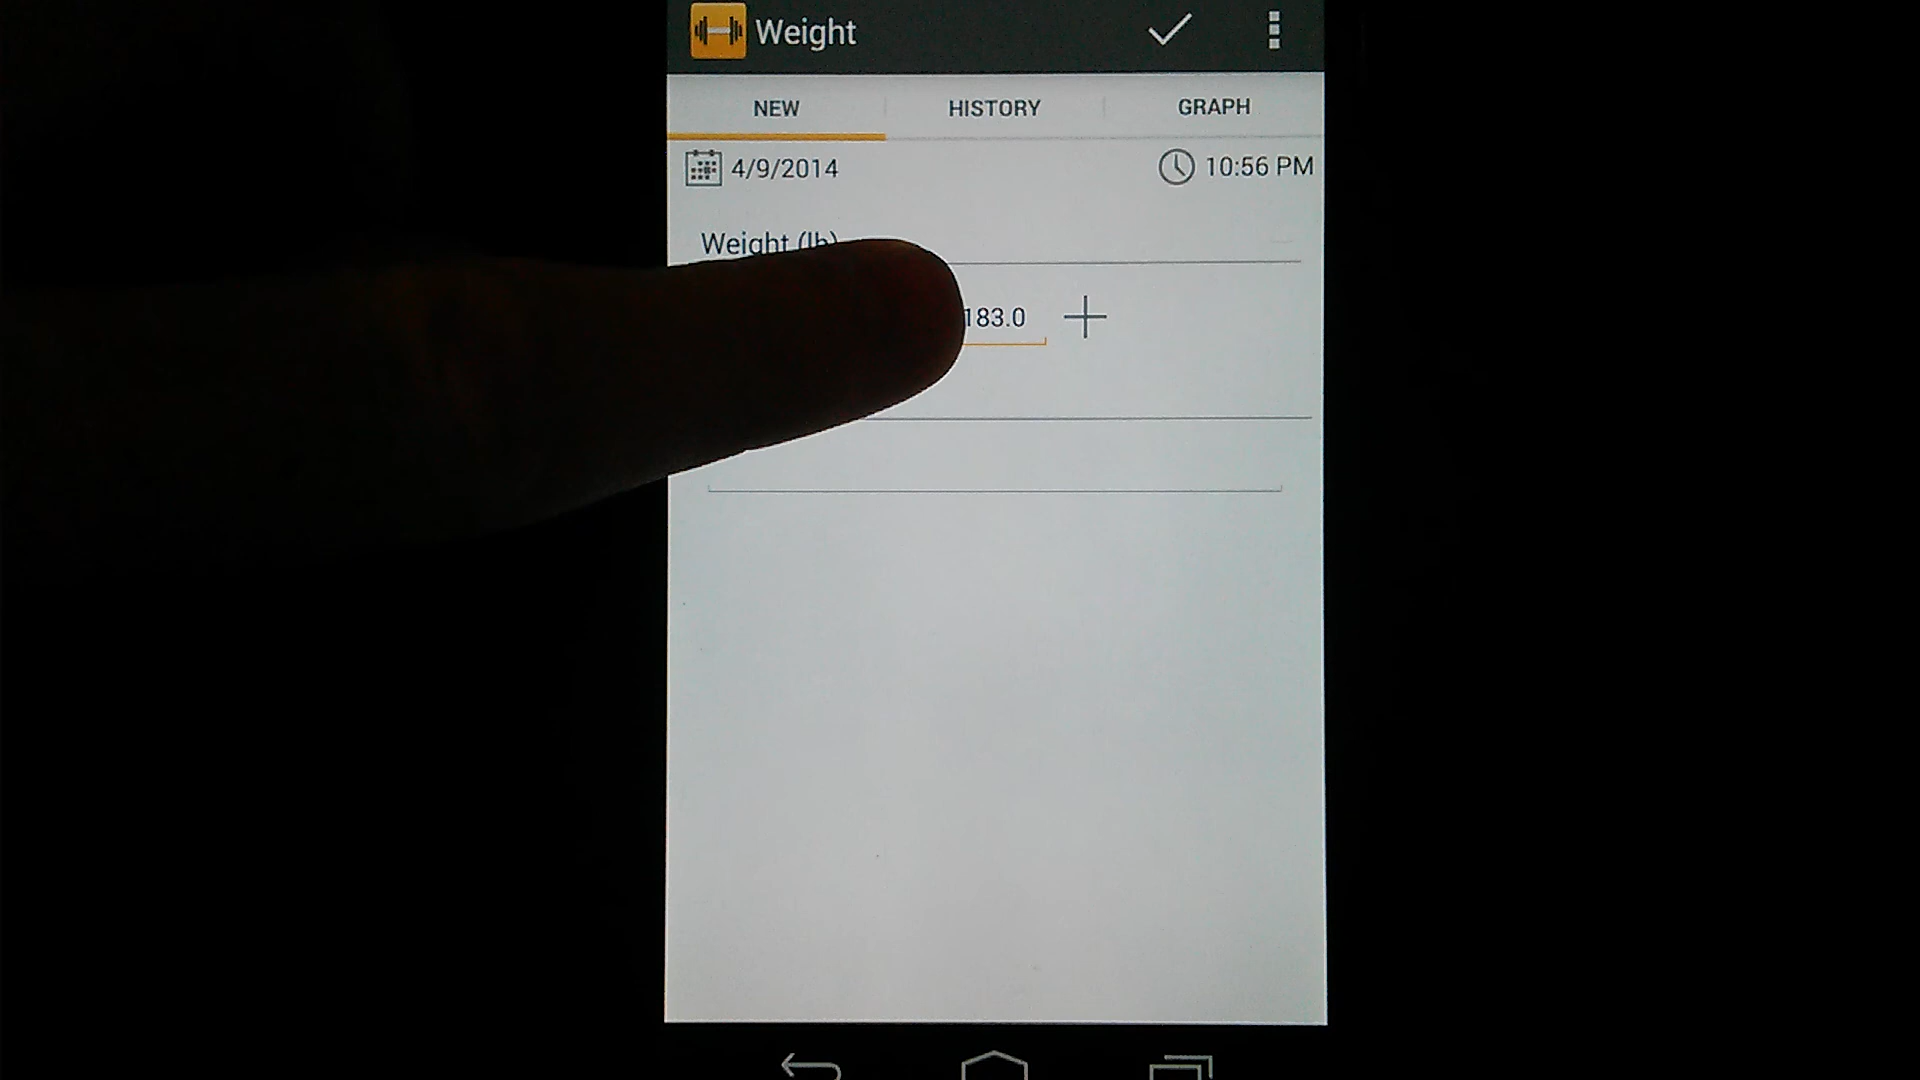 Weight
NEW HISTORY GRAPH
4/9/2014 10:56 PM
Weight (lb)
183.0